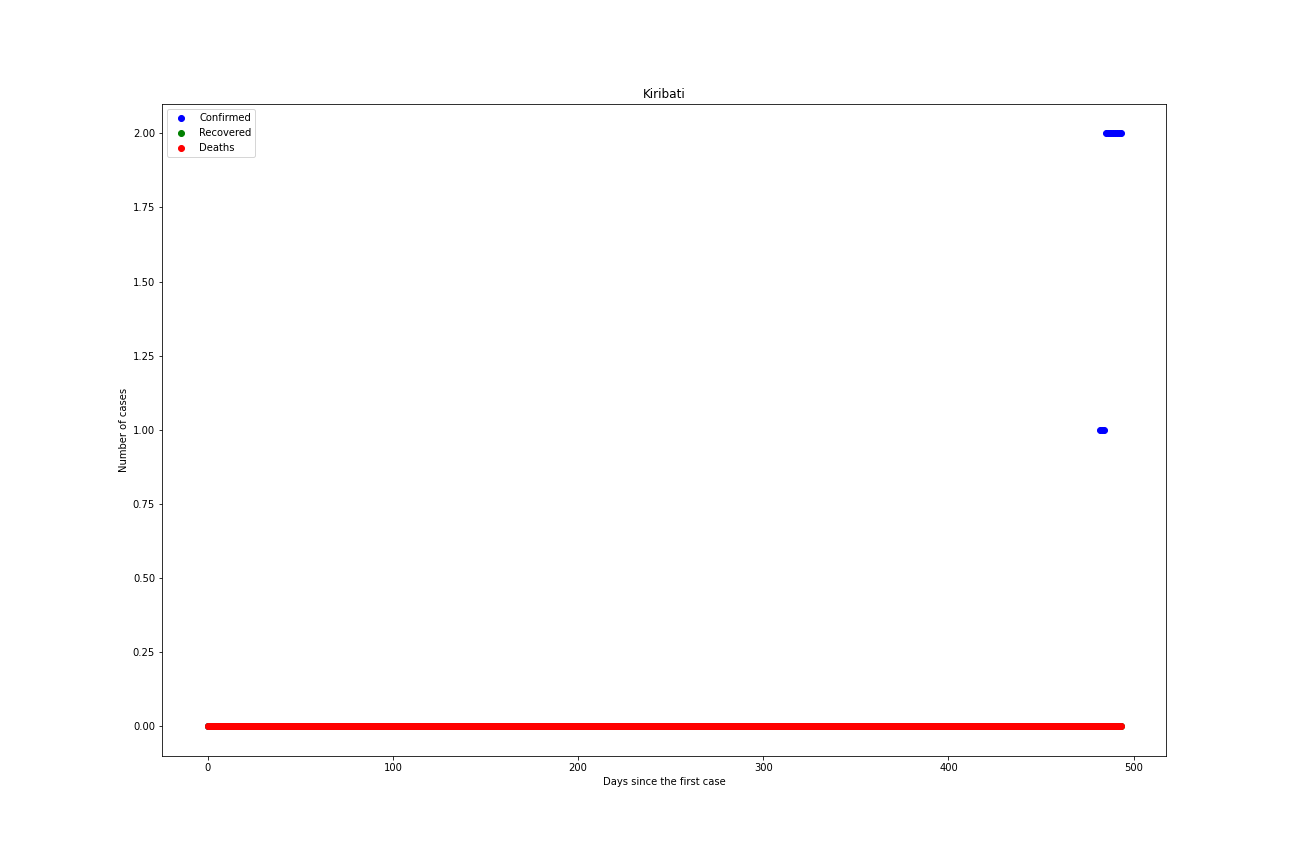 Kiribati
Confirmed
Recovered
Deaths
2.00
1.75
1.50
1.25
1.00
0.75
0.50
0.25
0.00
Number of cases
0 100 200 300 400 500
Days since the first case